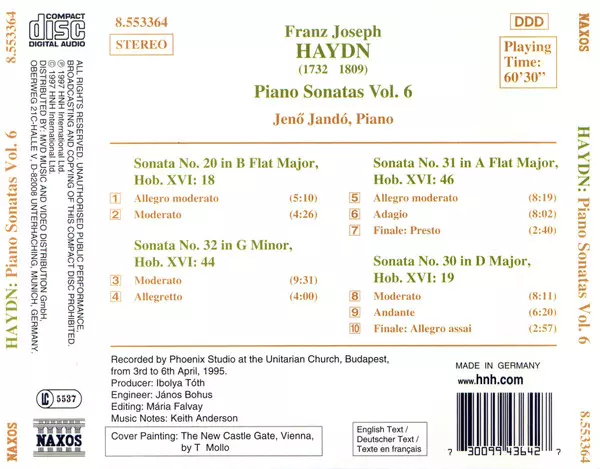 8.553364
HAYDN: Piano Sonatas Vol. 6
NAXOS
COMPACT
disc
DIGITAL AUDIO
ALL RIGHTS RESERVED. UNAUTHORISED PUBLIC PERFORMANCE,
BROADCASTING AND COPYING OF THIS COMPACT DISC PROHIBITED.
℗ 1997 HNH International Ltd.
© 1997 HNH International Ltd.
DISTRIBUTED BY: MVD MUSIC AND VIDEO DISTRIBUTION GmbH,
OBERWEG 21C-HALLE V, D-82008 UNTERHACHING, MUNICH, GERMANY.
LC 5537
NAXOS
8.553364
STEREO
Franz Joseph
HAYDN
(1732 1809)
Piano Sonatas Vol. 6
Jenő Jandó, Piano
DDD
Playing
Time:
60'30"
Sonata No. 20 in B Flat Major,
Hob. XVI: 18
1 Allegro moderato (5:10)
2 Moderato (4:26)
Sonata No. 32 in G Minor,
Hob. XVI: 44
3 Moderato (9:31)
4 Allegretto (4:00)
Sonata No. 31 in A Flat Major,
Hob. XVI: 46
5 Allegro moderato (8:19)
6 Adagio (8:02)
7 Finale: Presto (2:40)
Sonata No. 30 in D Major,
Hob. XVI: 19
8 Moderato (8:11)
9 Andante (6:20)
10 Finale: Allegro assai (2:57)
Recorded by Phoenix Studio at the Unitarian Church, Budapest,
from 3rd to 6th April, 1995.
Producer: Ibolya Tóth
Engineer: János Bohus
Editing: Mária Falvay
Music Notes: Keith Anderson
Cover Painting: The New Castle Gate, Vienna,
by T Mollo
English Text /
Deutscher Text /
Texte en français
MADE IN GERMANY
www.hnh.com
7 30099 43642 7
NAXOS
HAYDN: Piano Sonatas Vol. 6
8.553364